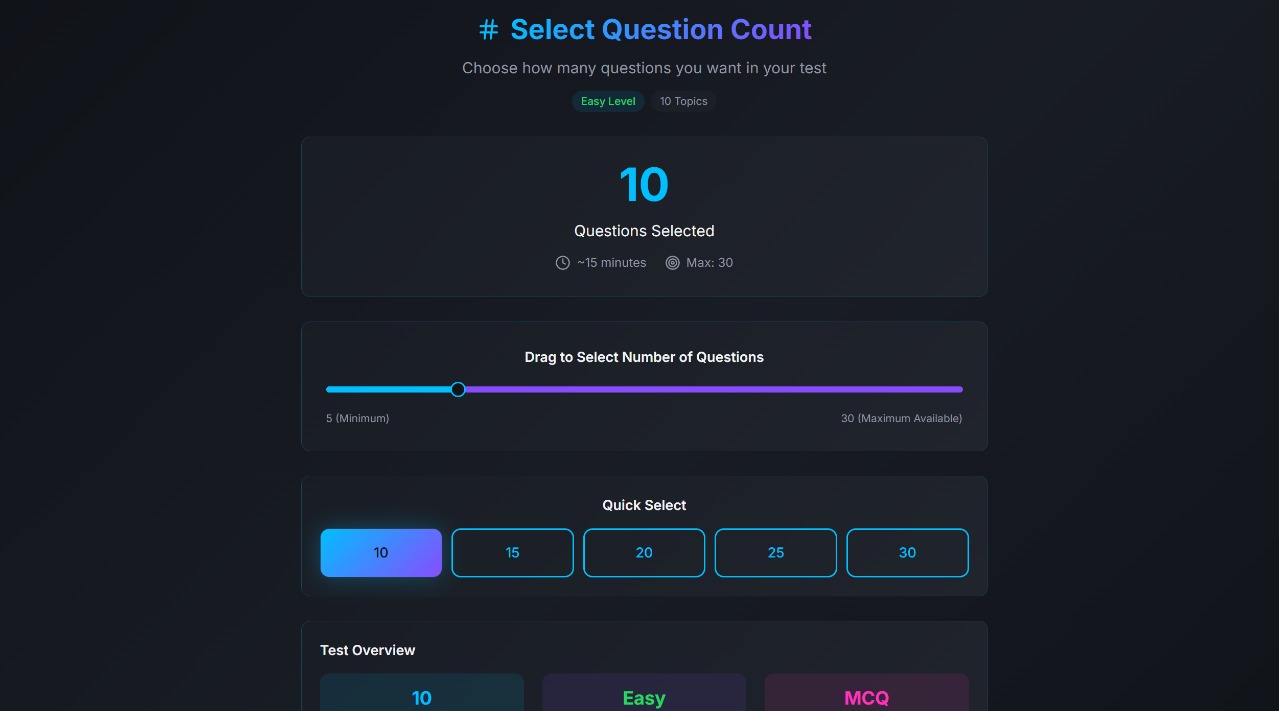 # Select Question Count
Choose how many questions you want in your test
Easy Level 10 Topics
10
Questions Selected
~15 minutes Max: 30
Drag to Select Number of Questions
5 (Minimum) 30 (Maximum Available)
Quick Select
10 15 20 25 30
Test Overview
10 Easy MCQ